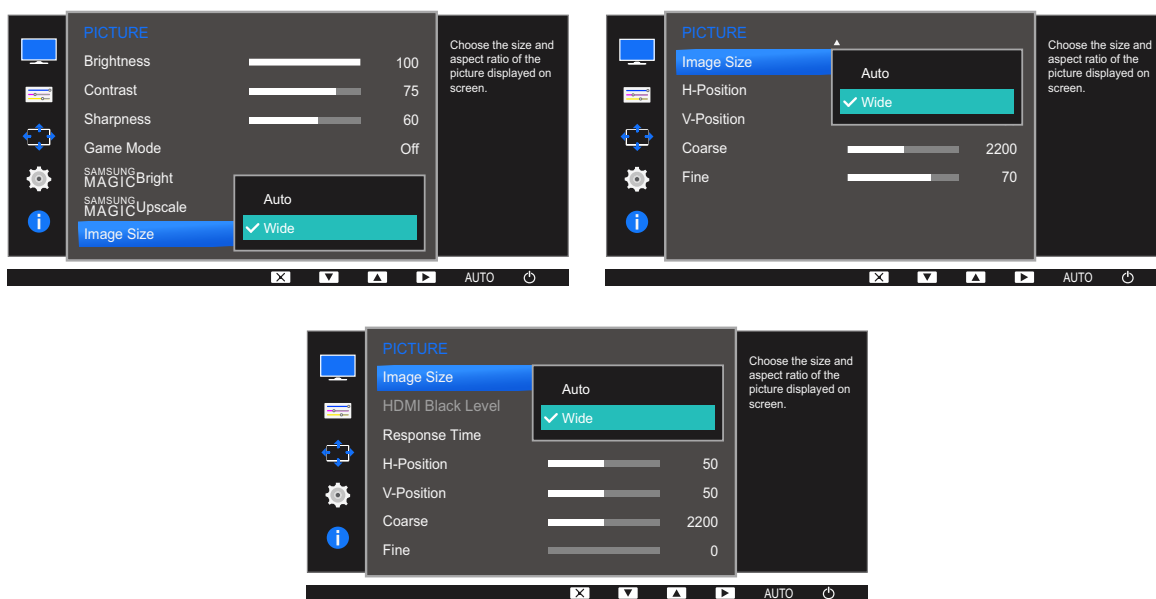 PICTURE
Brightness 100
Contrast 75
Sharpness 60
Game Mode Off
SAMSUNG MAGIC Bright
SAMSUNG MAGIC Upscale
Image Size
Auto
Wide
Choose the size and
aspect ratio of the
picture displayed on
screen.
AUTO
PICTURE
Image Size
H-Position
V-Position
Coarse 2200
Fine 70
Auto
Wide
Choose the size and
aspect ratio of the
picture displayed on
screen.
AUTO
PICTURE
Image Size
HDMI Black Level
Response Time
Auto
Wide
H-Position 50
V-Position 50
Coarse 2200
Fine 0
Choose the size and
aspect ratio of the
picture displayed on
screen.
AUTO